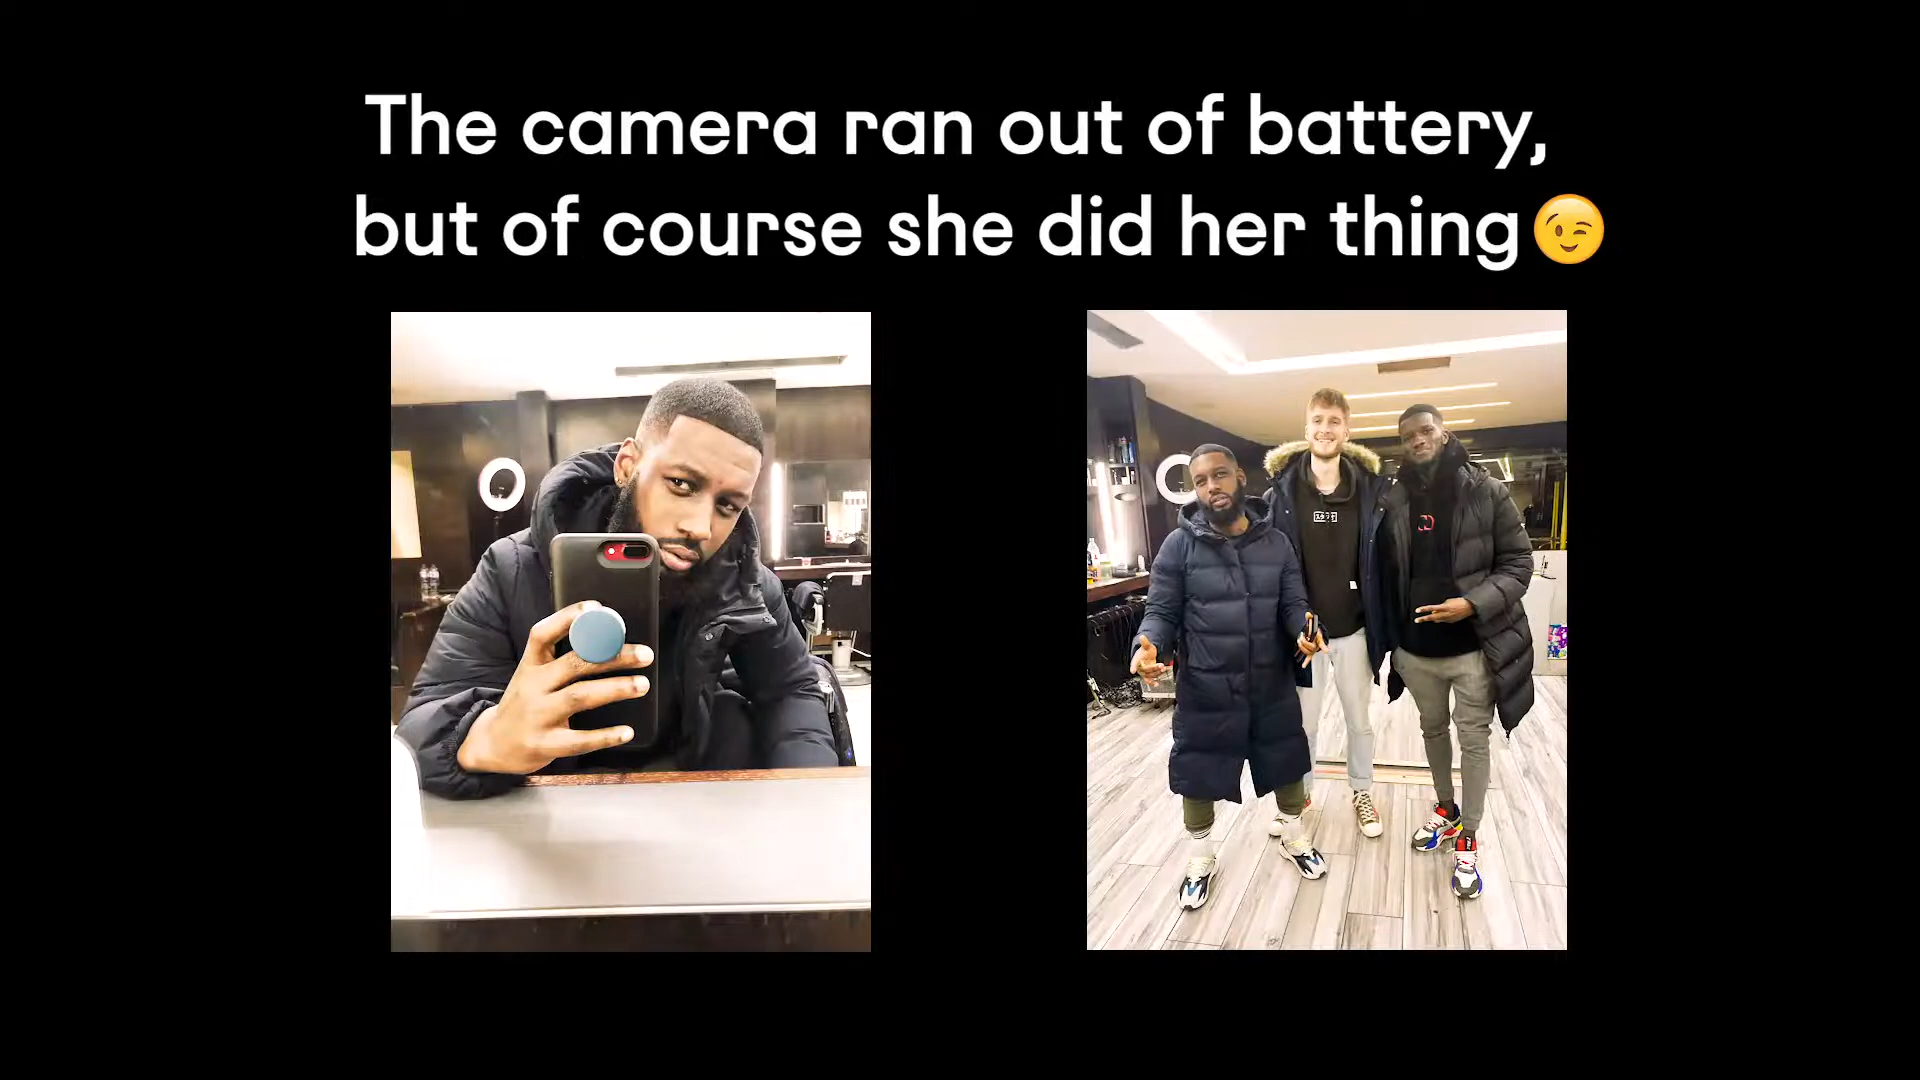 The camera ran out of battery,
but of course she did her thing😉